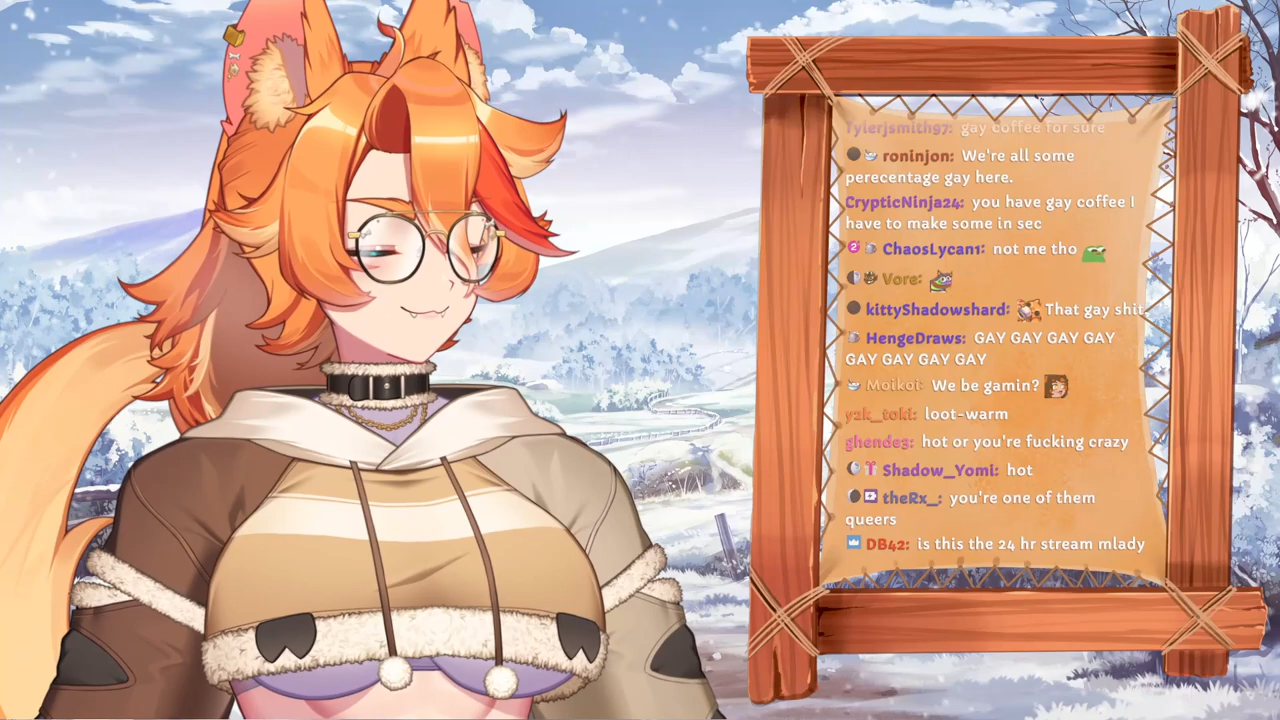 Tylerjsmith97: gay coffee for sure
roninjon: We're all some
perecentage gay here.
CrypticNinja24: you have gay coffee I
have to make some in sec
ChaosLycan1: not me tho
Vore:
kittyShadowshard: That gay shit
HengeDraws: GAY GAY GAY GAY
GAY GAY GAY GAY
Moikoi: We be gamin?
y2k_toki: loot-warm
ghende3: hot or you're fucking crazy
Shadow_Yomi: hot
theRx_: you're one of them
queers
DB42: is this the 24 hr stream mlady